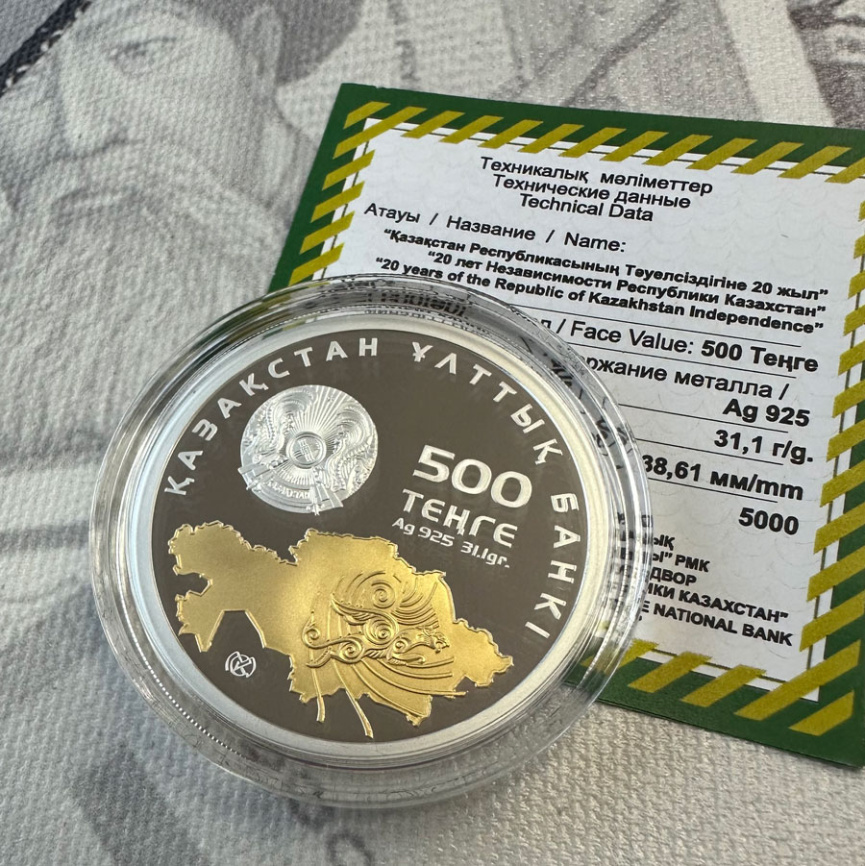 Техникалық мәліметтер
Технические данные
Technical Data
Атауы / Название / Name:
"Қазақстан Республикасының Тәуелсіздігіне 20 жыл"
"20 лет Независимости Республики Казахстан"
"20 years of the Republic of Kazakhstan Independence"
/ Face Value: 500 Теңге
металла /
Ag 925
31,1 г/g.
38,61 мм/mm
5000
РМК
ДВОР
КАЗАХСТАН"
NATIONAL BANK
ҚАЗАҚСТАН ҰЛТТЫҚ БАНКІ
500
ТЕҢГЕ
Ag 925 31,1gr.